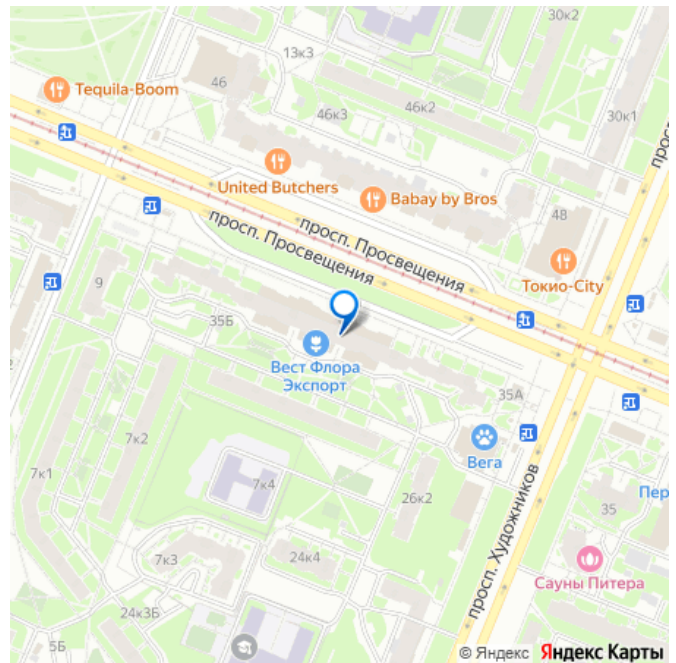 30к2
13к3
46
Tequila-Boom
46к3
46к2
30к1
прос
United Butchers
Babay by Bros
48
просп. Просвещения
просп. Просвещения
Токио-City
9
35Б
Вест Флора
Экспорт
35А
Вега
7к2
7к1
7к4
26к2
просп. Художников
Пер
35
7к3
24к4
Сауны Питера
24к3Б
5Б
© Яндекс Яндекс Карты